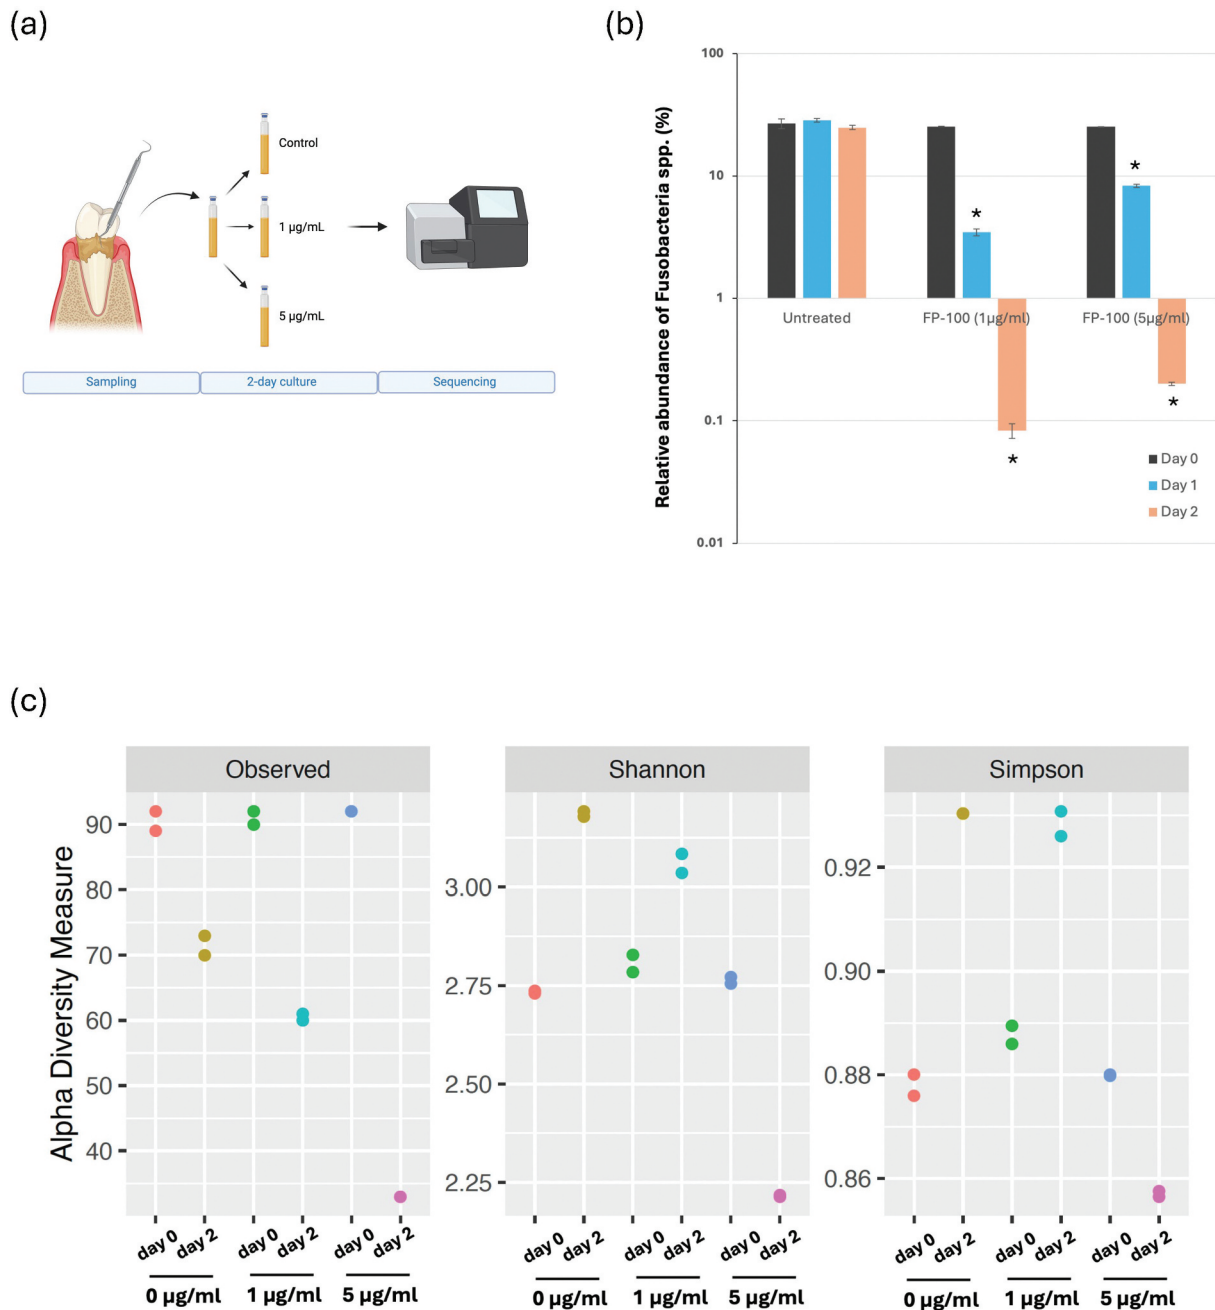 (a)
Control
1 µg/mL
5 µg/mL
Sampling
2-day culture
Sequencing
(b)
Relative abundance of Fusobacteria spp. (%)
100
10
1
0.1
0.01
Untreated
FP-100 (1µg/ml)
FP-100 (5µg/ml)
*
*
*
*
Day 0
Day 1
Day 2
(c)
Alpha Diversity Measure
Observed
90
80
70
60
50
40
day 0 day 2 day 0 day 2 day 0 day 2
0 µg/ml 1 µg/ml 5 µg/ml
Shannon
3.00
2.75
2.50
2.25
day 0 day 2 day 0 day 2 day 0 day 2
0 µg/ml 1 µg/ml 5 µg/ml
Simpson
0.92
0.90
0.88
0.86
day 0 day 2 day 0 day 2 day 0 day 2
0 µg/ml 1 µg/ml 5 µg/ml